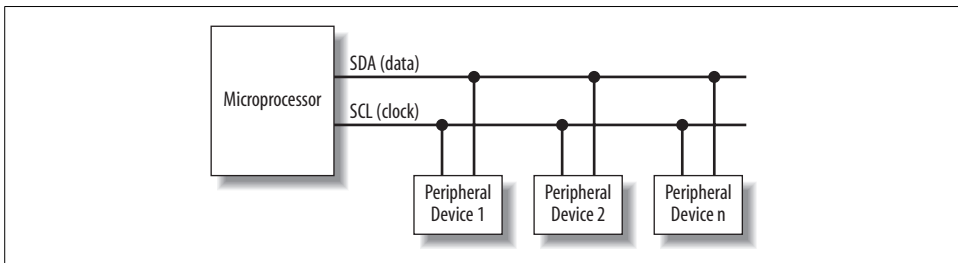 SDA (data)
Microprocessor
SCL (clock)
Peripheral
Device 1
Peripheral
Device 2
Peripheral
Device n